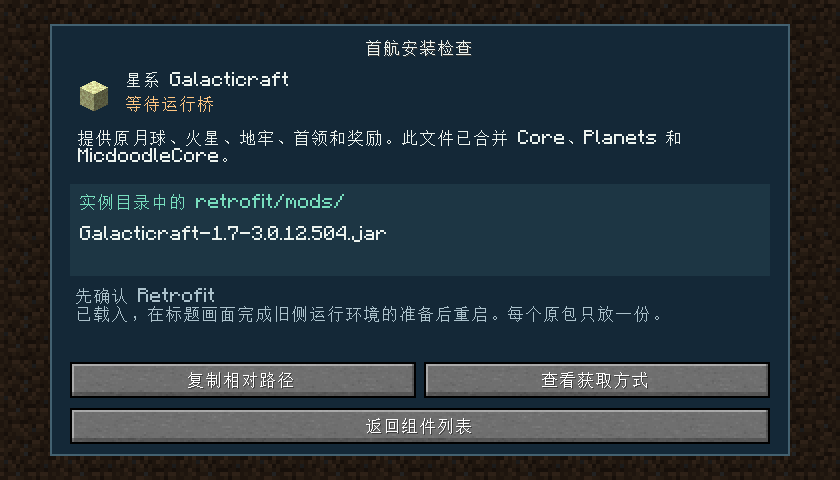 首航安装检查
星系 Galacticraft
等待运行桥
提供原月球、火星、地牢、首领和奖励。此文件已合并 Core、Planets 和
MicdoodleCore。
实例目录中的 retrofit/mods/
Galacticraft-1.7-3.0.12.504.jar
先确认 Retrofit
已载入，在标题画面完成旧侧运行环境的准备后重启。每个原包只放一份。
复制相对路径
查看获取方式
返回组件列表